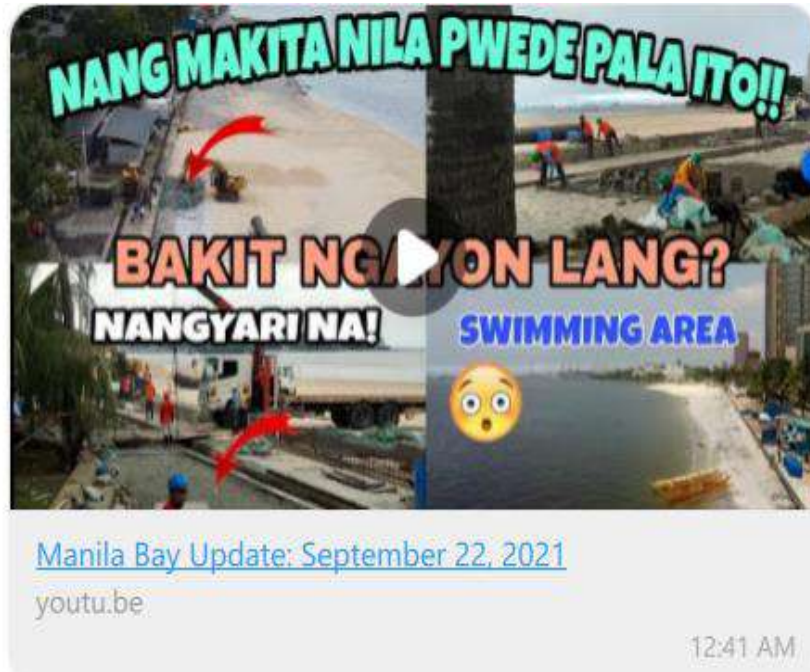 NANG MAKITA NILA PWEDE PALA ITO!!
BAKIT NGAYON LANG?
NANGYARI NA!
SWIMMING AREA
Manila Bay Update: September 22, 2021
youtu.be
12:41 AM